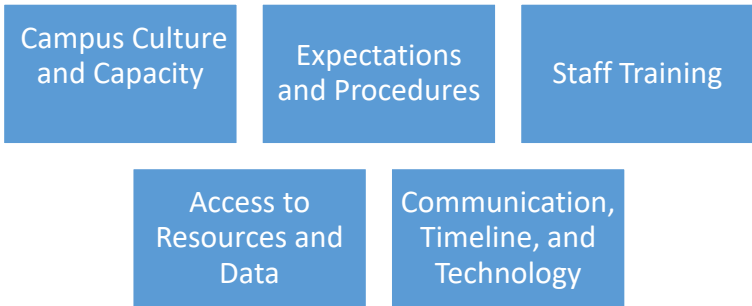 Campus Culture
and Capacity
Expectations
and Procedures
Staff Training
Access to
Resources and
Data
Communication,
Timeline, and
Technology